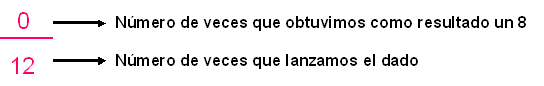 0 Número de veces que obtuvimos como resultado un 8
12 Número de veces que lanzamos el dado